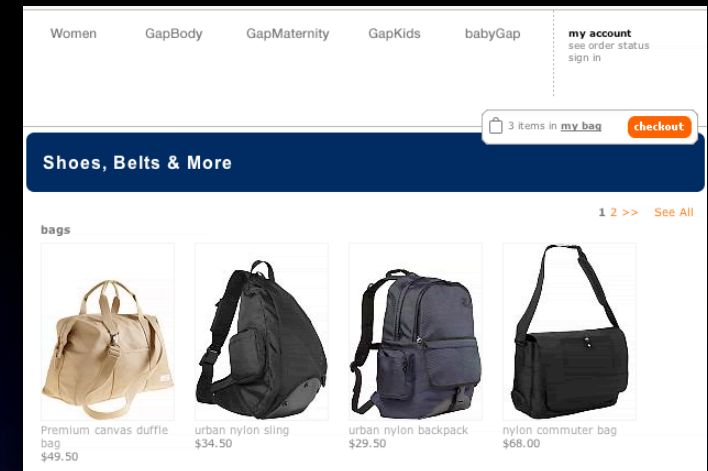 Women GapBody GapMaternity GapKids babyGap
my account
see order status
sign in
3 items in my bag checkout
Shoes, Belts & More
1 2 >> See All
bags
Premium canvas duffle bag
$49.50
urban nylon sling
$34.50
urban nylon backpack
$29.50
nylon commuter bag
$68.00